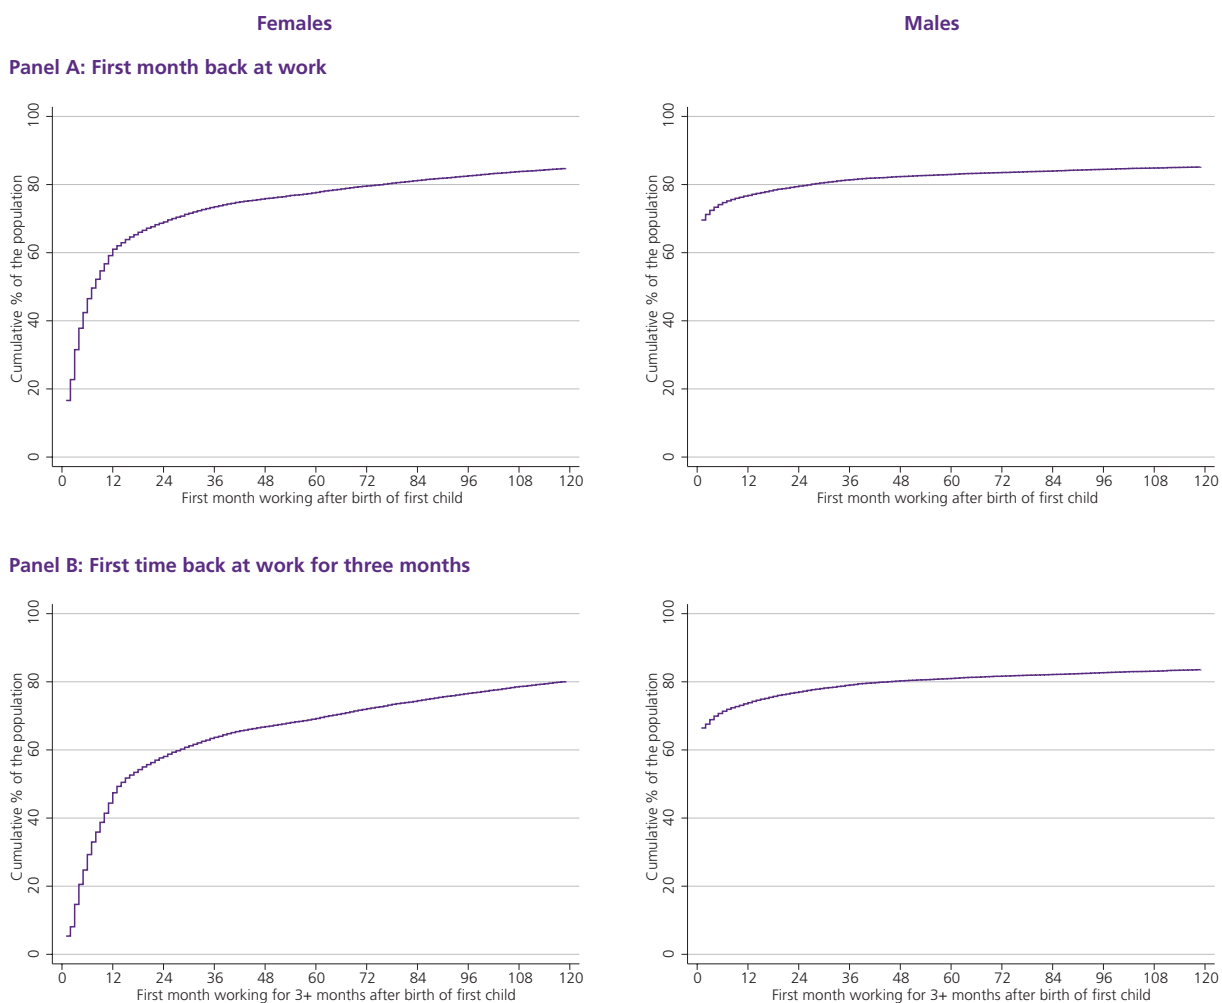 Females
Males
Panel A: First month back at work
Cumulative % of the population
0 20 40 60 80 100
0 12 24 36 48 60 72 84 96 108 120
First month working after birth of first child
Cumulative % of the population
0 20 40 60 80 100
0 12 24 36 48 60 72 84 96 108 120
First month working after birth of first child
Panel B: First time back at work for three months
Cumulative % of the population
0 20 40 60 80 100
0 12 24 36 48 60 72 84 96 108 120
First month working for 3+ months after birth of first child
Cumulative % of the population
0 20 40 60 80 100
0 12 24 36 48 60 72 84 96 108 120
First month working for 3+ months after birth of first child